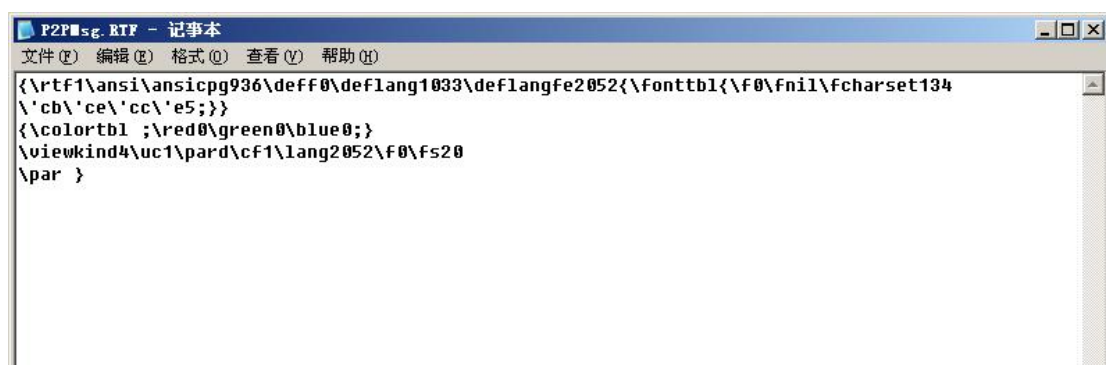 P2PMsg.RTF - 记事本
文件(F) 编辑(E) 格式(O) 查看(V) 帮助(H)
{\rtf1\ansi\ansicpg936\deff0\deflang1033\deflangfe2052{\fonttbl{\f0\fnil\fcharset134
\'cb\'ce\'cc\'e5;}}
{\colortbl ;\red0\green0\blue0;}
\viewkind4\uc1\pard\cf1\lang2052\f0\fs20
\par }